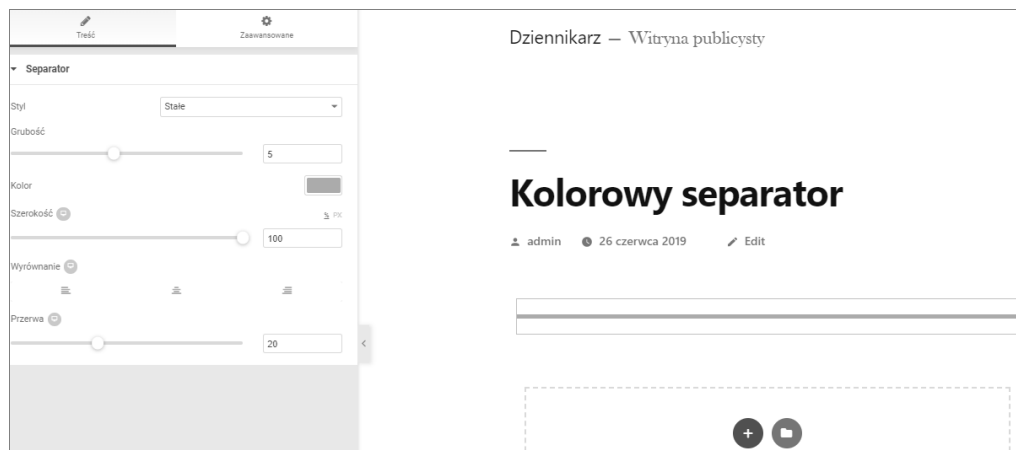 Treść
Zaawansowane
Separator
Styl
Stałe
Grubość
5
Kolor
Szerokość
% PX
100
Wyrównanie
Przerwa
20
Dziennikarz — Witryna publicysty
Kolorowy separator
admin 26 czerwca 2019 Edit